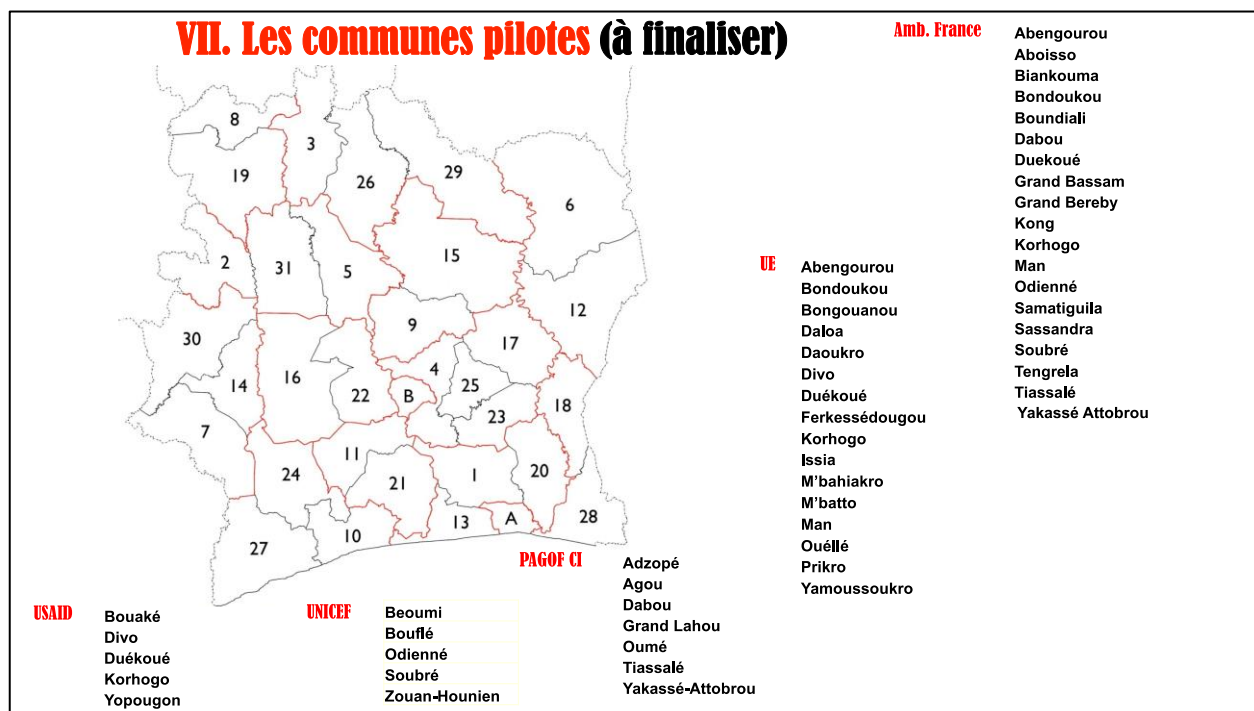 VII. Les communes pilotes (à finaliser)
8
3
19
26
29
6
2
31
5
15
9
12
30
16
14
22
4
B
25
17
23
18
7
24
11
21
1
20
27
10
13
A
28
Amb. France
Abengourou
Aboisso
Biankouma
Bondoukou
Boundiali
Dabou
Duekoué
Grand Bassam
Grand Bereby
Kong
Korhogo
Man
Odienné
Samatiguila
Sassandra
Soubré
Tengrela
Tiassalé
Yakassé Attobrou
UE
Abengourou
Bondoukou
Bongouanou
Daloa
Daoukro
Divo
Duékoué
Ferkessédougou
Korhogo
Issia
M’bahiakro
M’batto
Man
Ouéllé
Prikro
Yamoussoukro
PAGOF CI
Adzopé
Agou
Dabou
Grand Lahou
Oumé
Tiassalé
Yakassé-Attobrou
UNICEF
Beoumi
Bouflé
Odienné
Soubré
Zouan-Hounien
USAID
Bouaké
Divo
Duékoué
Korhogo
Yopougon